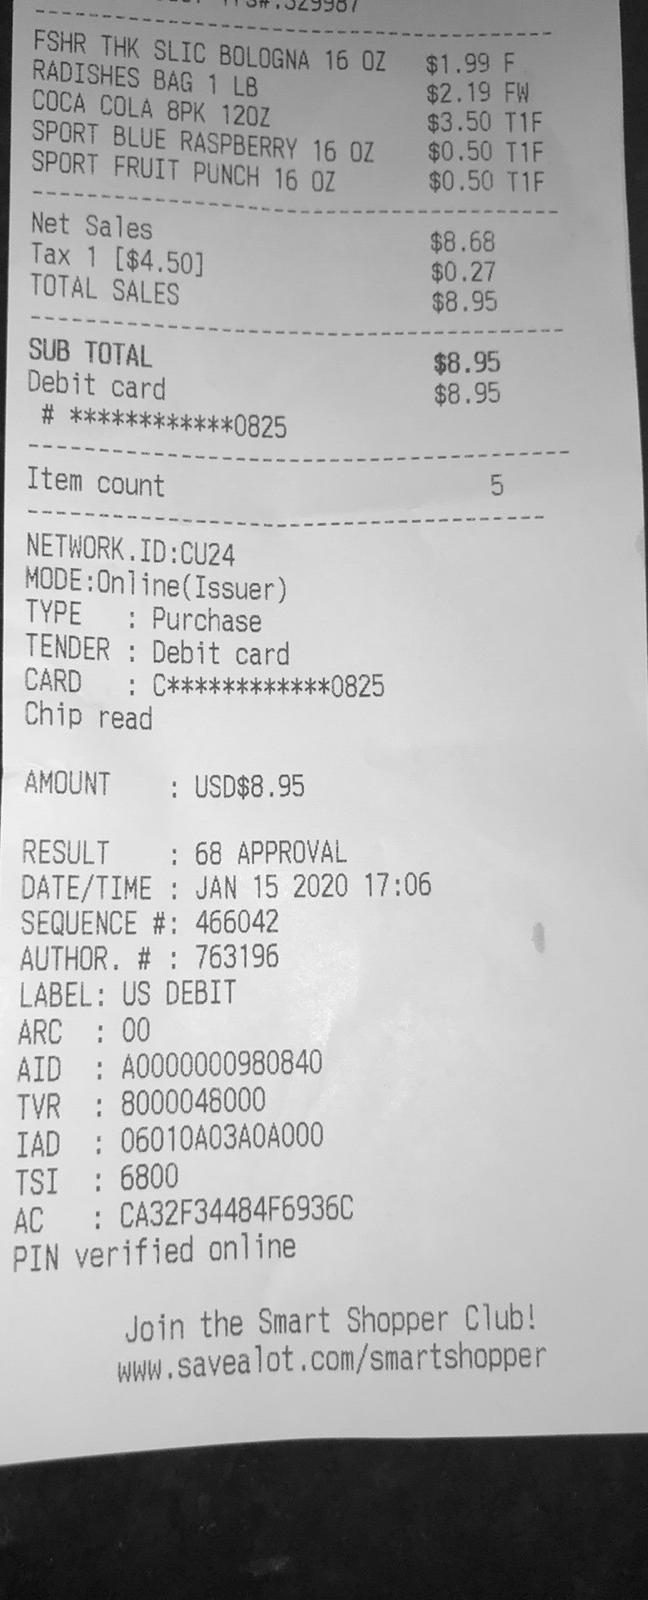 FSHR THK SLIC BOLOGNA 16 OZ $1.99 F
RADISHES BAG 1 LB $2.19 FW
COCA COLA 8PK 12OZ $3.50 T1F
SPORT BLUE RASPBERRY 16 OZ $0.50 T1F
SPORT FRUIT PUNCH 16 OZ $0.50 T1F
Net Sales $8.68
Tax 1 [$4.50] $0.27
TOTAL SALES $8.95
SUB TOTAL $8.95
Debit card $8.95
# ************0825
Item count 5
NETWORK.ID:CU24
MODE:Online(Issuer)
TYPE : Purchase
TENDER : Debit card
CARD : C************0825
Chip read
AMOUNT : USD$8.95
RESULT : 68 APPROVAL
DATE/TIME : JAN 15 2020 17:06
SEQUENCE #: 466042
AUTHOR. # : 763196
LABEL: US DEBIT
ARC : 00
AID : A0000000980840
TVR : 8000048000
IAD : 06010A03A0A000
TSI : 6800
AC : CA32F34484F6936C
PIN verified online
Join the Smart Shopper Club!
www.savealot.com/smartshopper